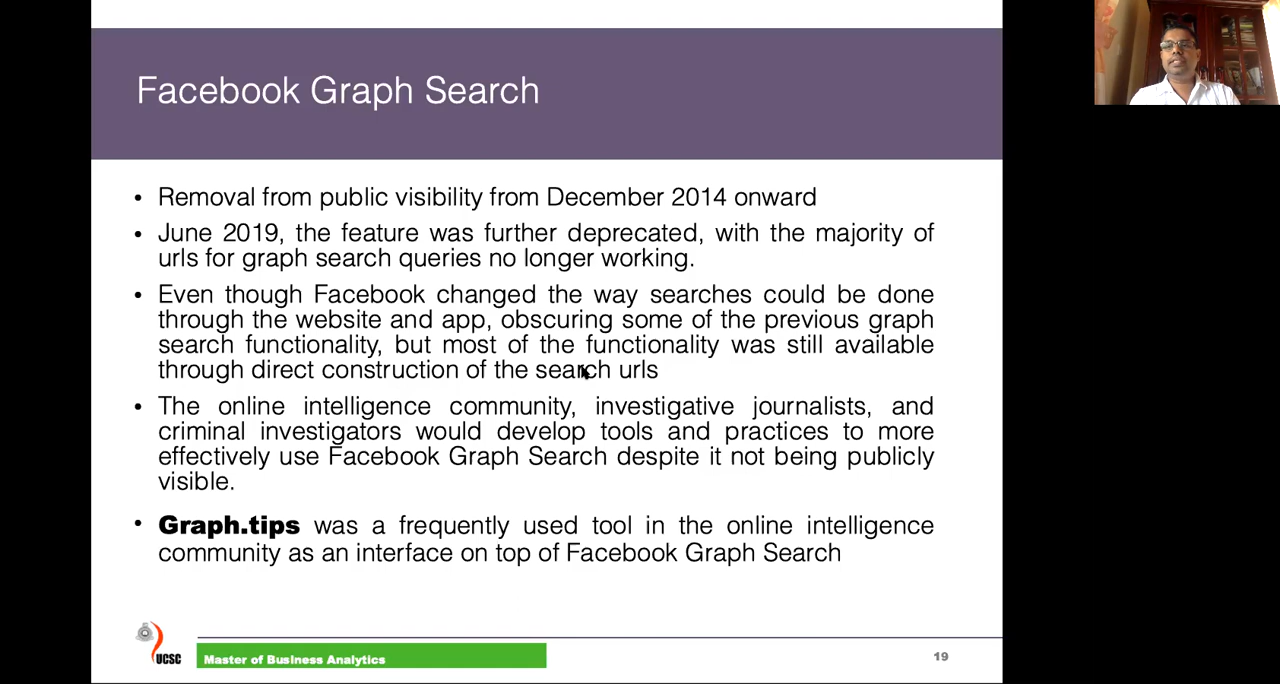 Facebook Graph Search
• Removal from public visibility from December 2014 onward
• June 2019, the feature was further deprecated, with the majority of
urls for graph search queries no longer working.
• Even though Facebook changed the way searches could be done
through the website and app, obscuring some of the previous graph
search functionality, but most of the functionality was still available
through direct construction of the search urls
• The online intelligence community, investigative journalists, and
criminal investigators would develop tools and practices to more
effectively use Facebook Graph Search despite it not being publicly
visible.
• Graph.tips was a frequently used tool in the online intelligence
community as an interface on top of Facebook Graph Search
UCSC
Master of Business Analytics
19